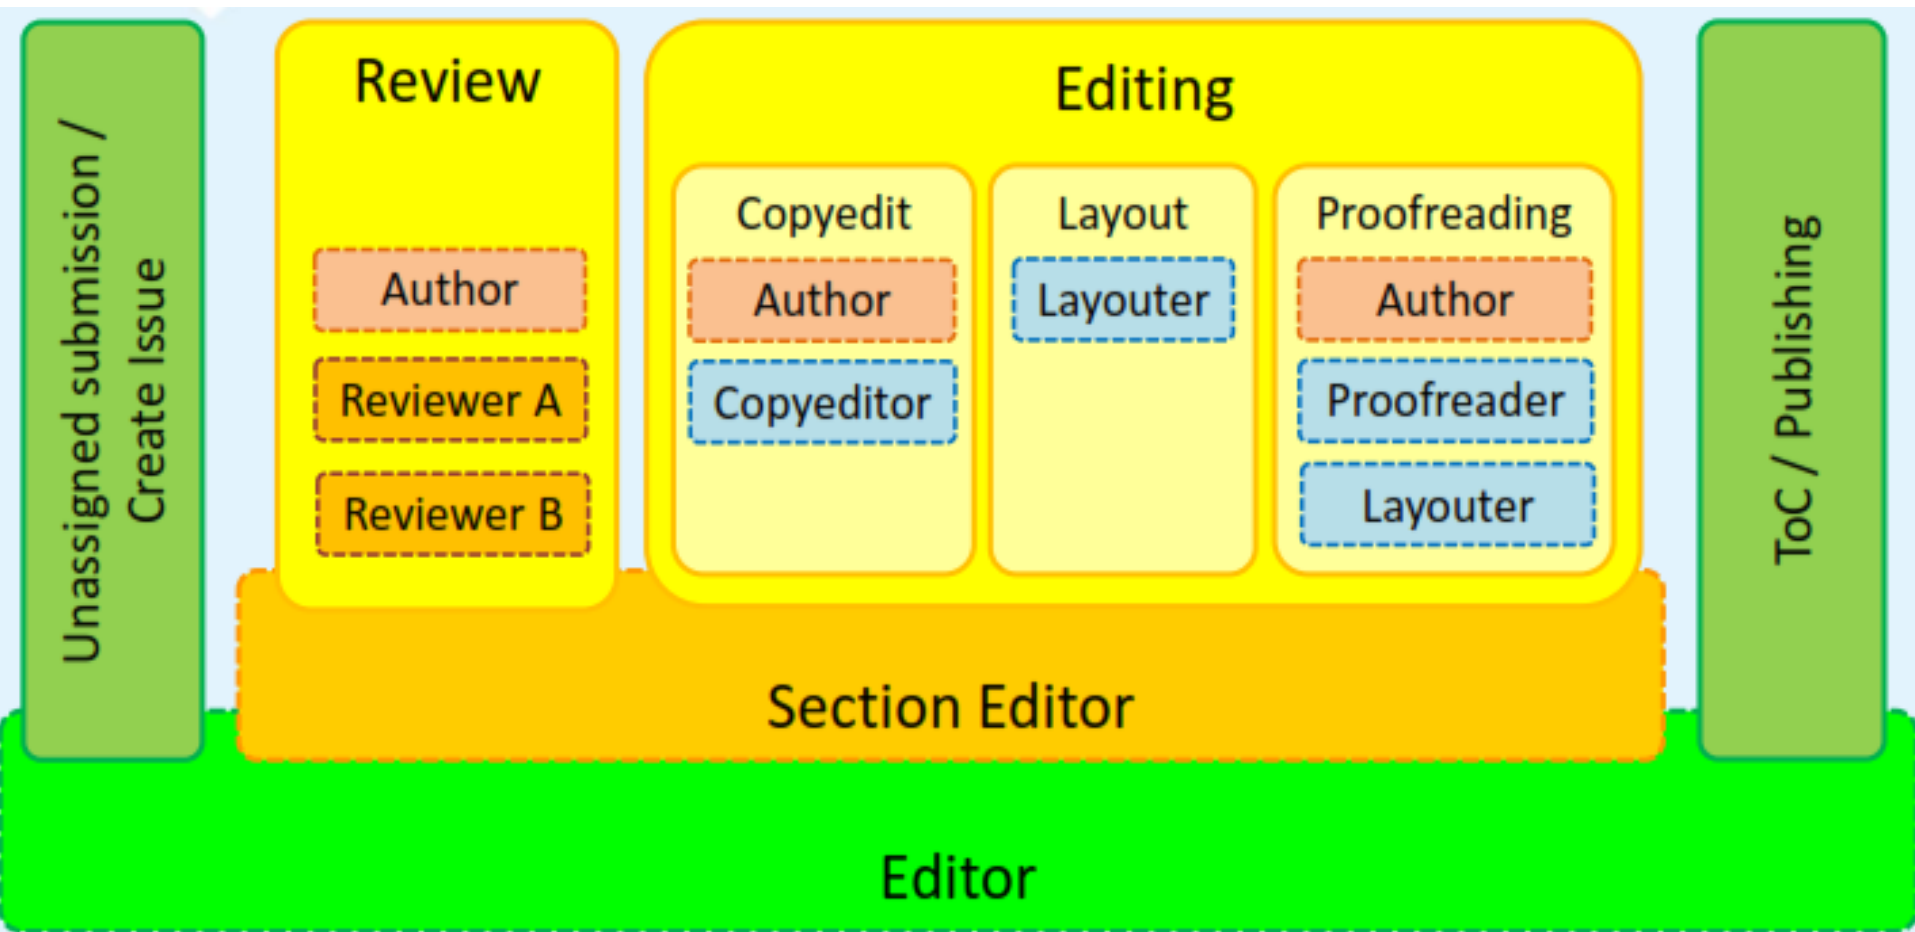 Unassigned submission /
Create Issue
Review
Author
Reviewer A
Reviewer B
Editing
Copyedit
Author
Copyeditor
Layout
Layouter
Proofreading
Author
Proofreader
Layouter
ToC / Publishing
Section Editor
Editor